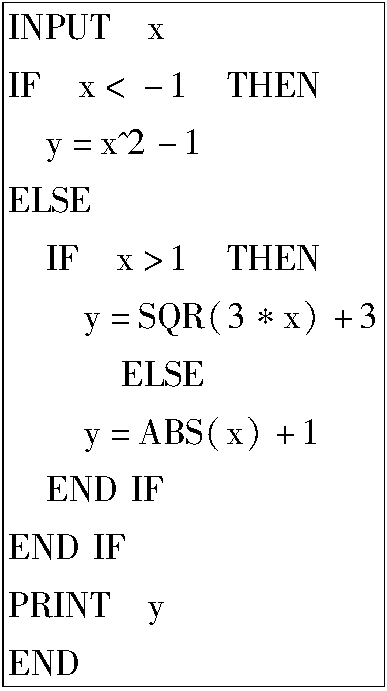 INPUT x
IF x < -1 THEN
y = x^2 - 1
ELSE
IF x > 1 THEN
y = SQR(3 * x) + 3
ELSE
y = ABS(x) + 1
END IF
END IF
PRINT y
END